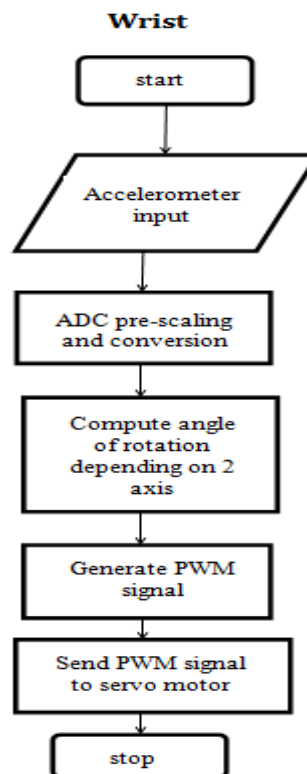 Wrist
start
Accelerometer
input
ADC pre-scaling
and conversion
Compute angle
of rotation
depending on 2
axis
Generate PWM
signal
Send PWM signal
to servo motor
stop